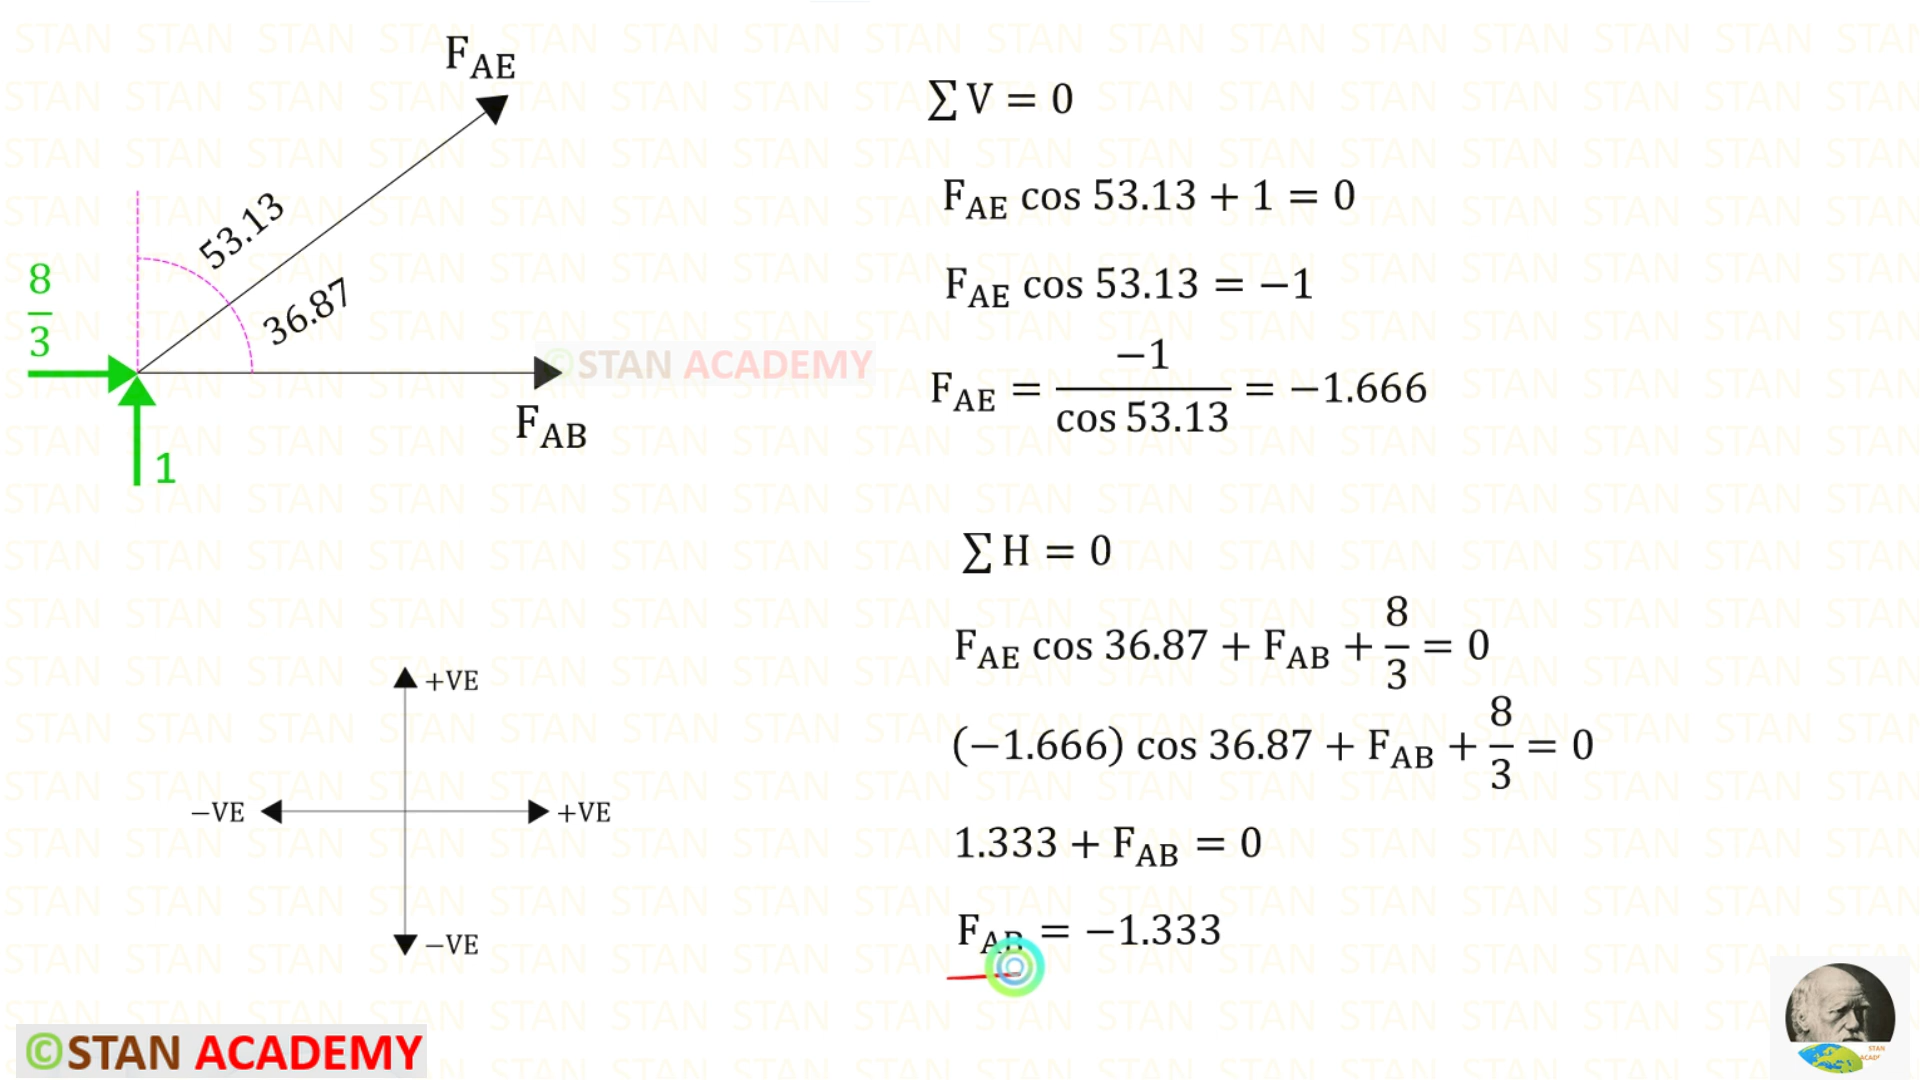 F_AE
53.13
36.87
8/3
1
F_AB
©STAN ACADEMY
∑ V = 0
F_AE cos 53.13 + 1 = 0
F_AE cos 53.13 = −1
F_AE = −1/cos 53.13 = −1.666
∑ H = 0
F_AE cos 36.87 + F_AB + 8/3 = 0
(−1.666) cos 36.87 + F_AB + 8/3 = 0
1.333 + F_AB = 0
F_AB = −1.333
+VE
−VE
+VE
−VE
©STAN ACADEMY
STAN